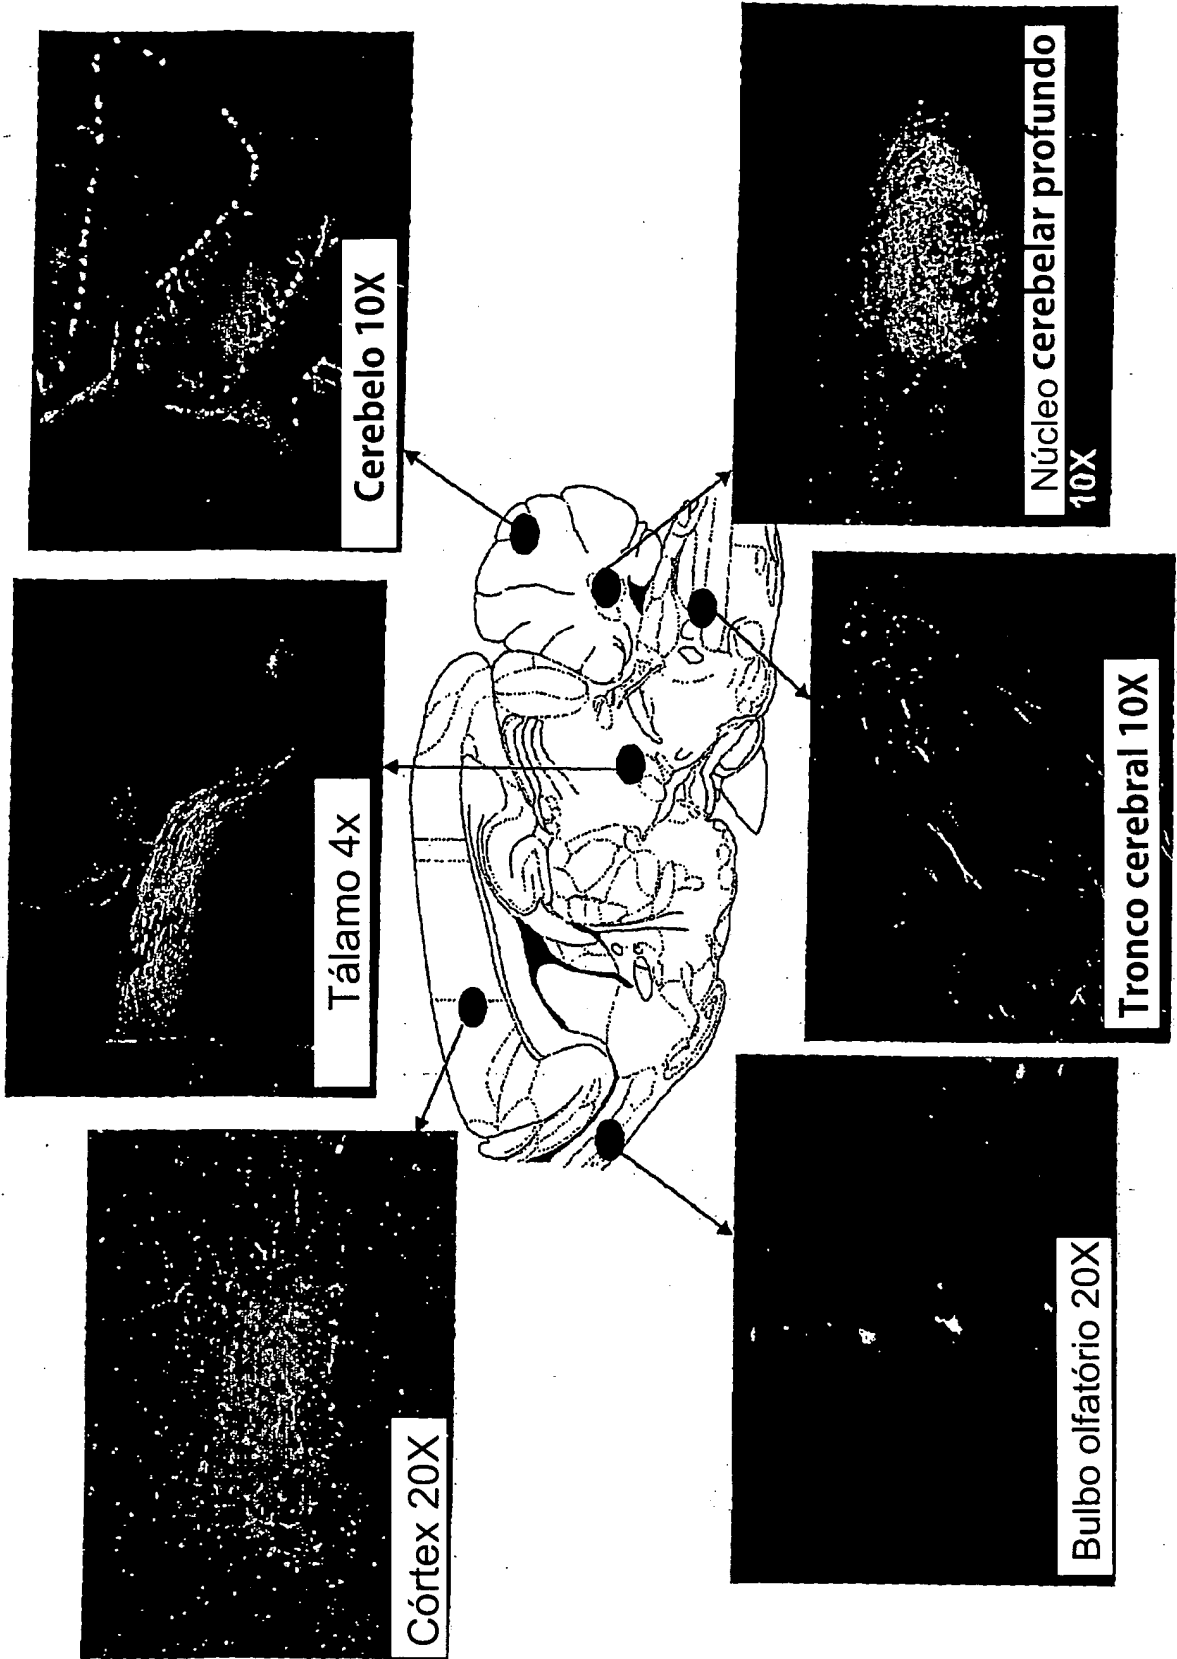 Córtex 20X
Tálamo 4x
Cerebelo 10X
Bulbo olfatório 20X
Tronco cerebral 10X
Núcleo cerebelar profundo
10X